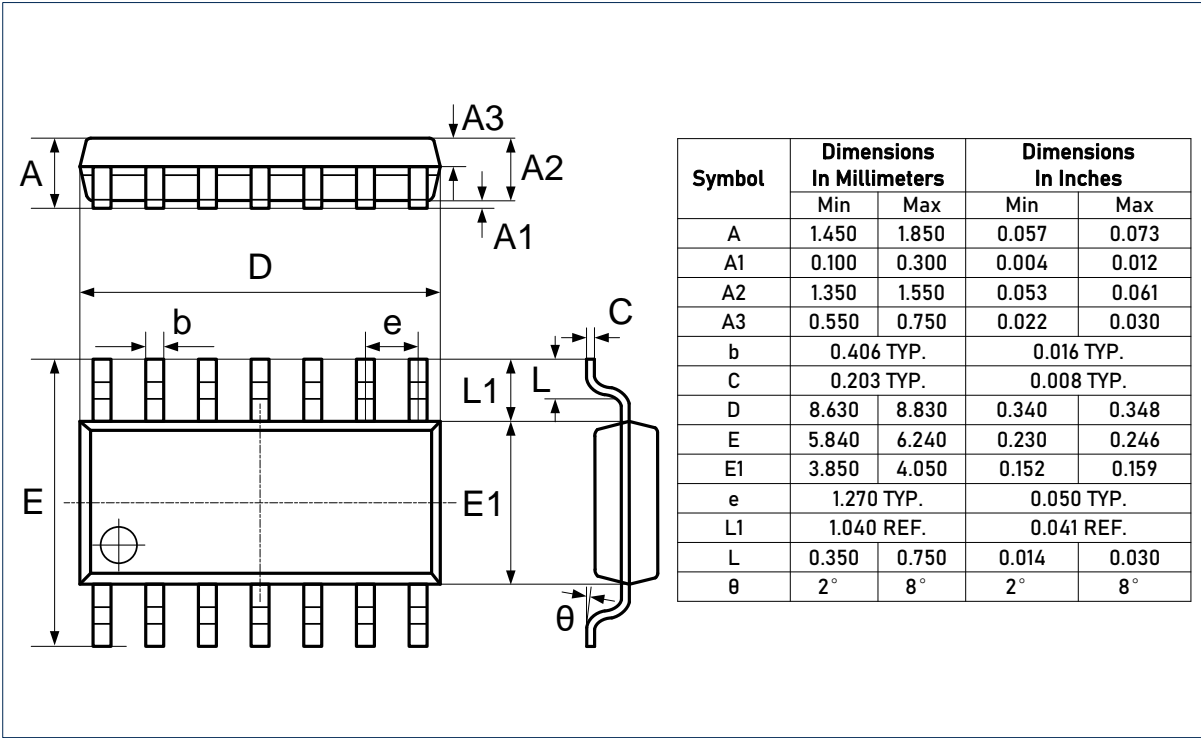 A3
A
A2
A1
D
b
e
C
L1
L
E
E1
θ
Symbol Dimensions In Millimeters Dimensions In Inches
Min Max Min Max
A 1.450 1.850 0.057 0.073
A1 0.100 0.300 0.004 0.012
A2 1.350 1.550 0.053 0.061
A3 0.550 0.750 0.022 0.030
b 0.406 TYP. 0.016 TYP.
C 0.203 TYP. 0.008 TYP.
D 8.630 8.830 0.340 0.348
E 5.840 6.240 0.230 0.246
E1 3.850 4.050 0.152 0.159
e 1.270 TYP. 0.050 TYP.
L1 1.040 REF. 0.041 REF.
L 0.350 0.750 0.014 0.030
θ 2° 8° 2° 8°